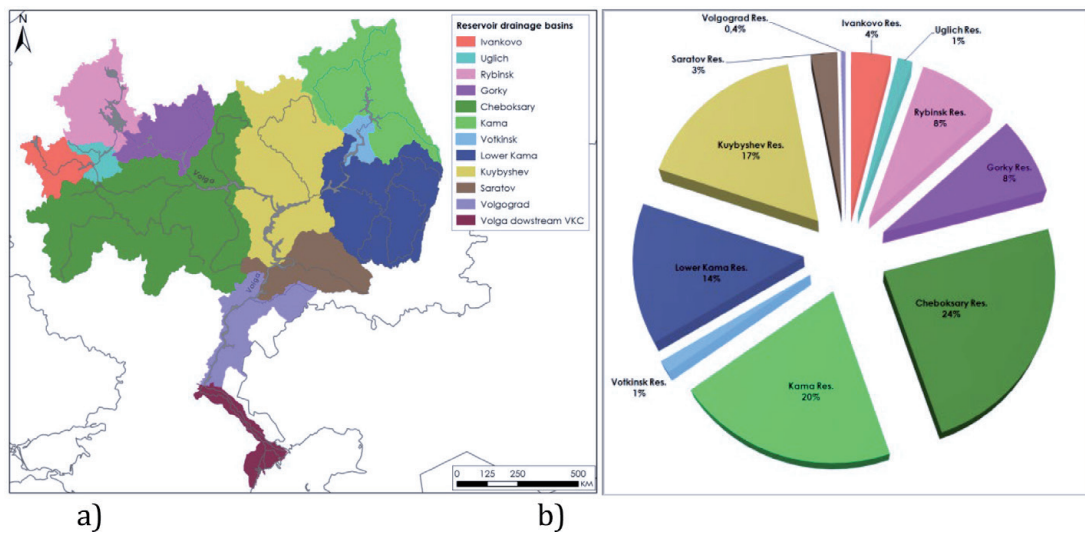 N
Reservoir drainage basins
Ivankovo
Uglich
Rybinsk
Gorky
Cheboksary
Kama
Votkinsk
Lower Kama
Kuybyshev
Saratov
Volgograd
Volga dowstream VKC
Volga
Volga
0 125 250 500
KM
a)
Volgograd Res.
0,4%
Ivankovo Res.
4%
Uglich Res.
1%
Saratov Res.
3%
Rybinsk Res.
8%
Kuybyshev Res.
17%
Gorky Res.
8%
Lower Kama Res.
14%
Cheboksary Res.
24%
Votkinsk Res.
1%
Kama Res.
20%
b)